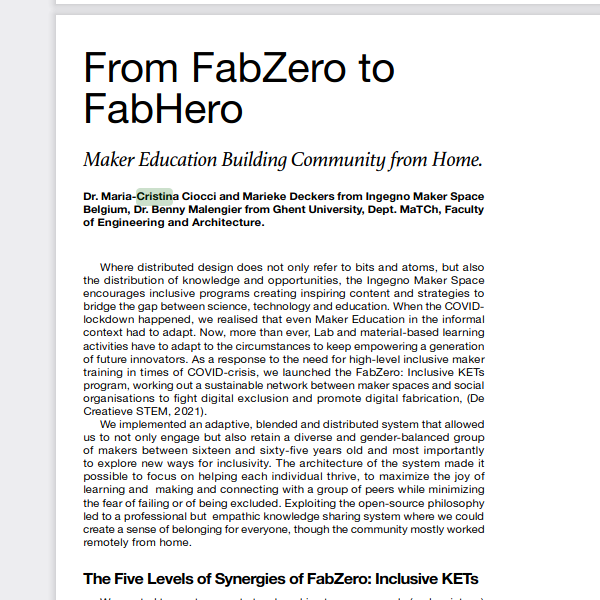 From FabZero to
FabHero
Maker Education Building Community from Home.
Dr. Maria-Cristina Ciocci and Marieke Deckers from Ingegno Maker Space
Belgium, Dr. Benny Malengier from Ghent University, Dept. MaTCh, Faculty
of Engineering and Architecture.
Where distributed design does not only refer to bits and atoms, but also
the distribution of knowledge and opportunities, the Ingegno Maker Space
encourages inclusive programs creating inspiring content and strategies to
bridge the gap between science, technology and education. When the COVID-
lockdown happened, we realised that even Maker Education in the informal
context had to adapt. Now, more than ever, Lab and material-based learning
activities have to adapt to the circumstances to keep empowering a generation
of future innovators. As a response to the need for high-level inclusive maker
training in times of COVID-crisis, we launched the FabZero: Inclusive KETs
program, working out a sustainable network between maker spaces and social
organisations to fight digital exclusion and promote digital fabrication, (De
Creatieve STEM, 2021).
We implemented an adaptive, blended and distributed system that allowed
us to not only engage but also retain a diverse and gender-balanced group
of makers between sixteen and sixty-five years old and most importantly
to explore new ways for inclusivity. The architecture of the system made it
possible to focus on helping each individual thrive, to maximize the joy of
learning and making and connecting with a group of peers while minimizing
the fear of failing or of being excluded. Exploiting the open-source philosophy
led to a professional but empathic knowledge sharing system where we could
create a sense of belonging for everyone, though the community mostly worked
remotely from home.
The Five Levels of Synergies of FabZero: Inclusive KETs